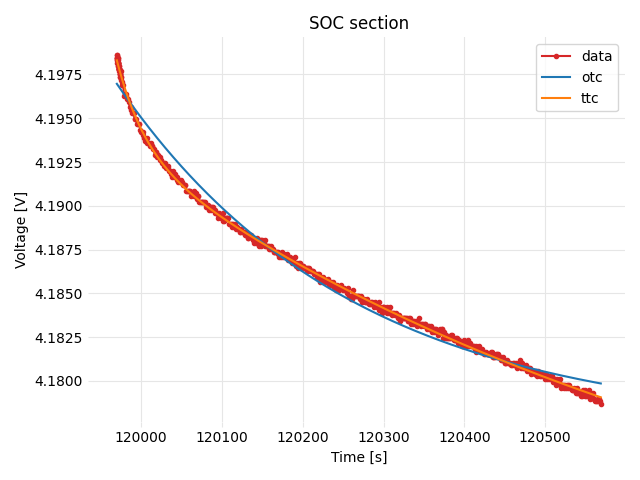 SOC section
data
otc
ttc
4.1975
4.1950
4.1925
4.1900
4.1875
4.1850
4.1825
4.1800
Voltage [V]
120000 120100 120200 120300 120400 120500
Time [s]